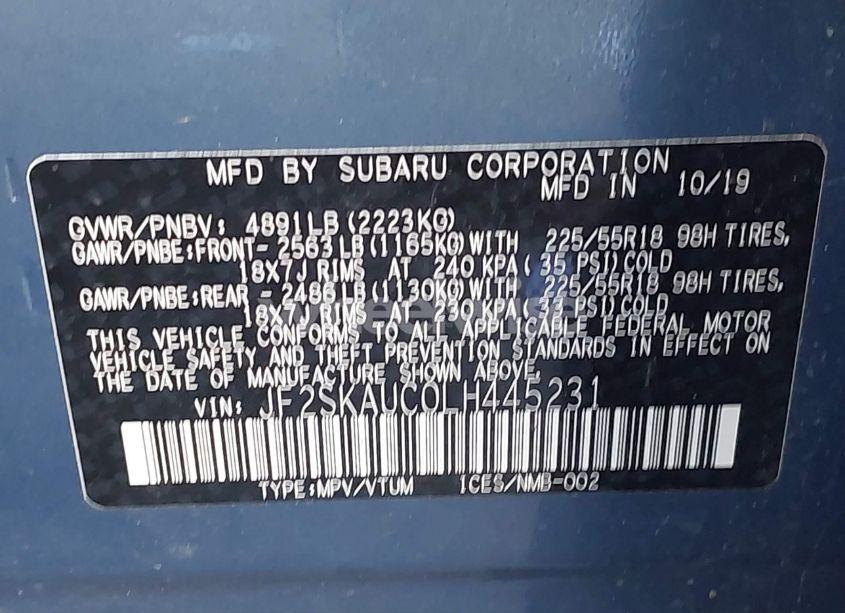 MFD BY SUBARU CORPORATION
MFD IN 10/19
GVWR/PNBV: 4891LB (2223KG)
GAWR/PNBE:FRONT- 2563LB(1165KG)WITH 225/55R18 98H TIRES,
18X7J RIMS AT 240 KPA( 35 PSI)COLD
GAWR/PNBE:REAR - 2486LB(1130KG)WITH 225/55R18 98H TIRES,
18X7J RIMS AT 230 KPA( 33 PSI)COLD
THIS VEHICLE CONFORMS TO ALL APPLICABLE FEDERAL MOTOR
VEHICLE SAFETY AND THEFT PREVENTION STANDARDS IN EFFECT ON
THE DATE OF MANUFACTURE SHOWN ABOVE.
VIN: JF2SKAUC0LH445231
TYPE:MPV/VTUM ICES/NMB-002